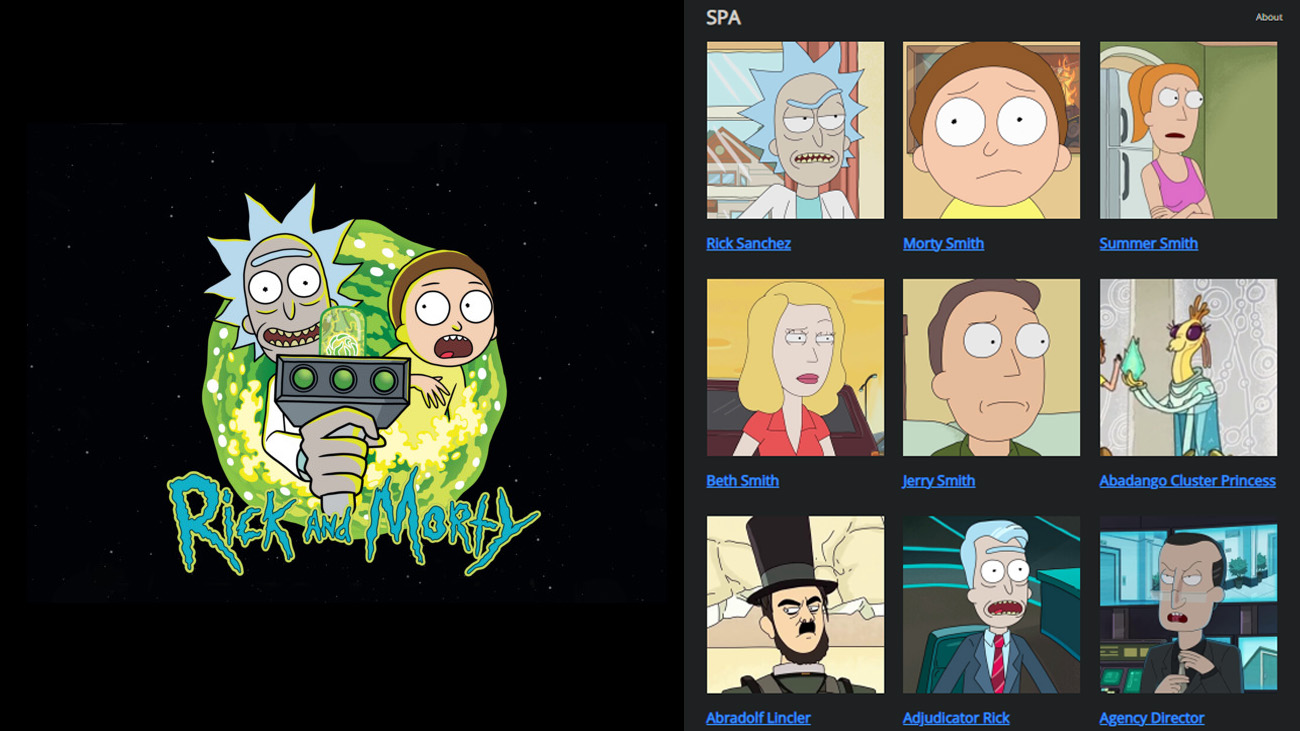 Rick and Morty
SPA
About
Rick Sanchez
Morty Smith
Summer Smith
Beth Smith
Jerry Smith
Abadango Cluster Princess
Abradolf Lincler
Adjudicator Rick
Agency Director